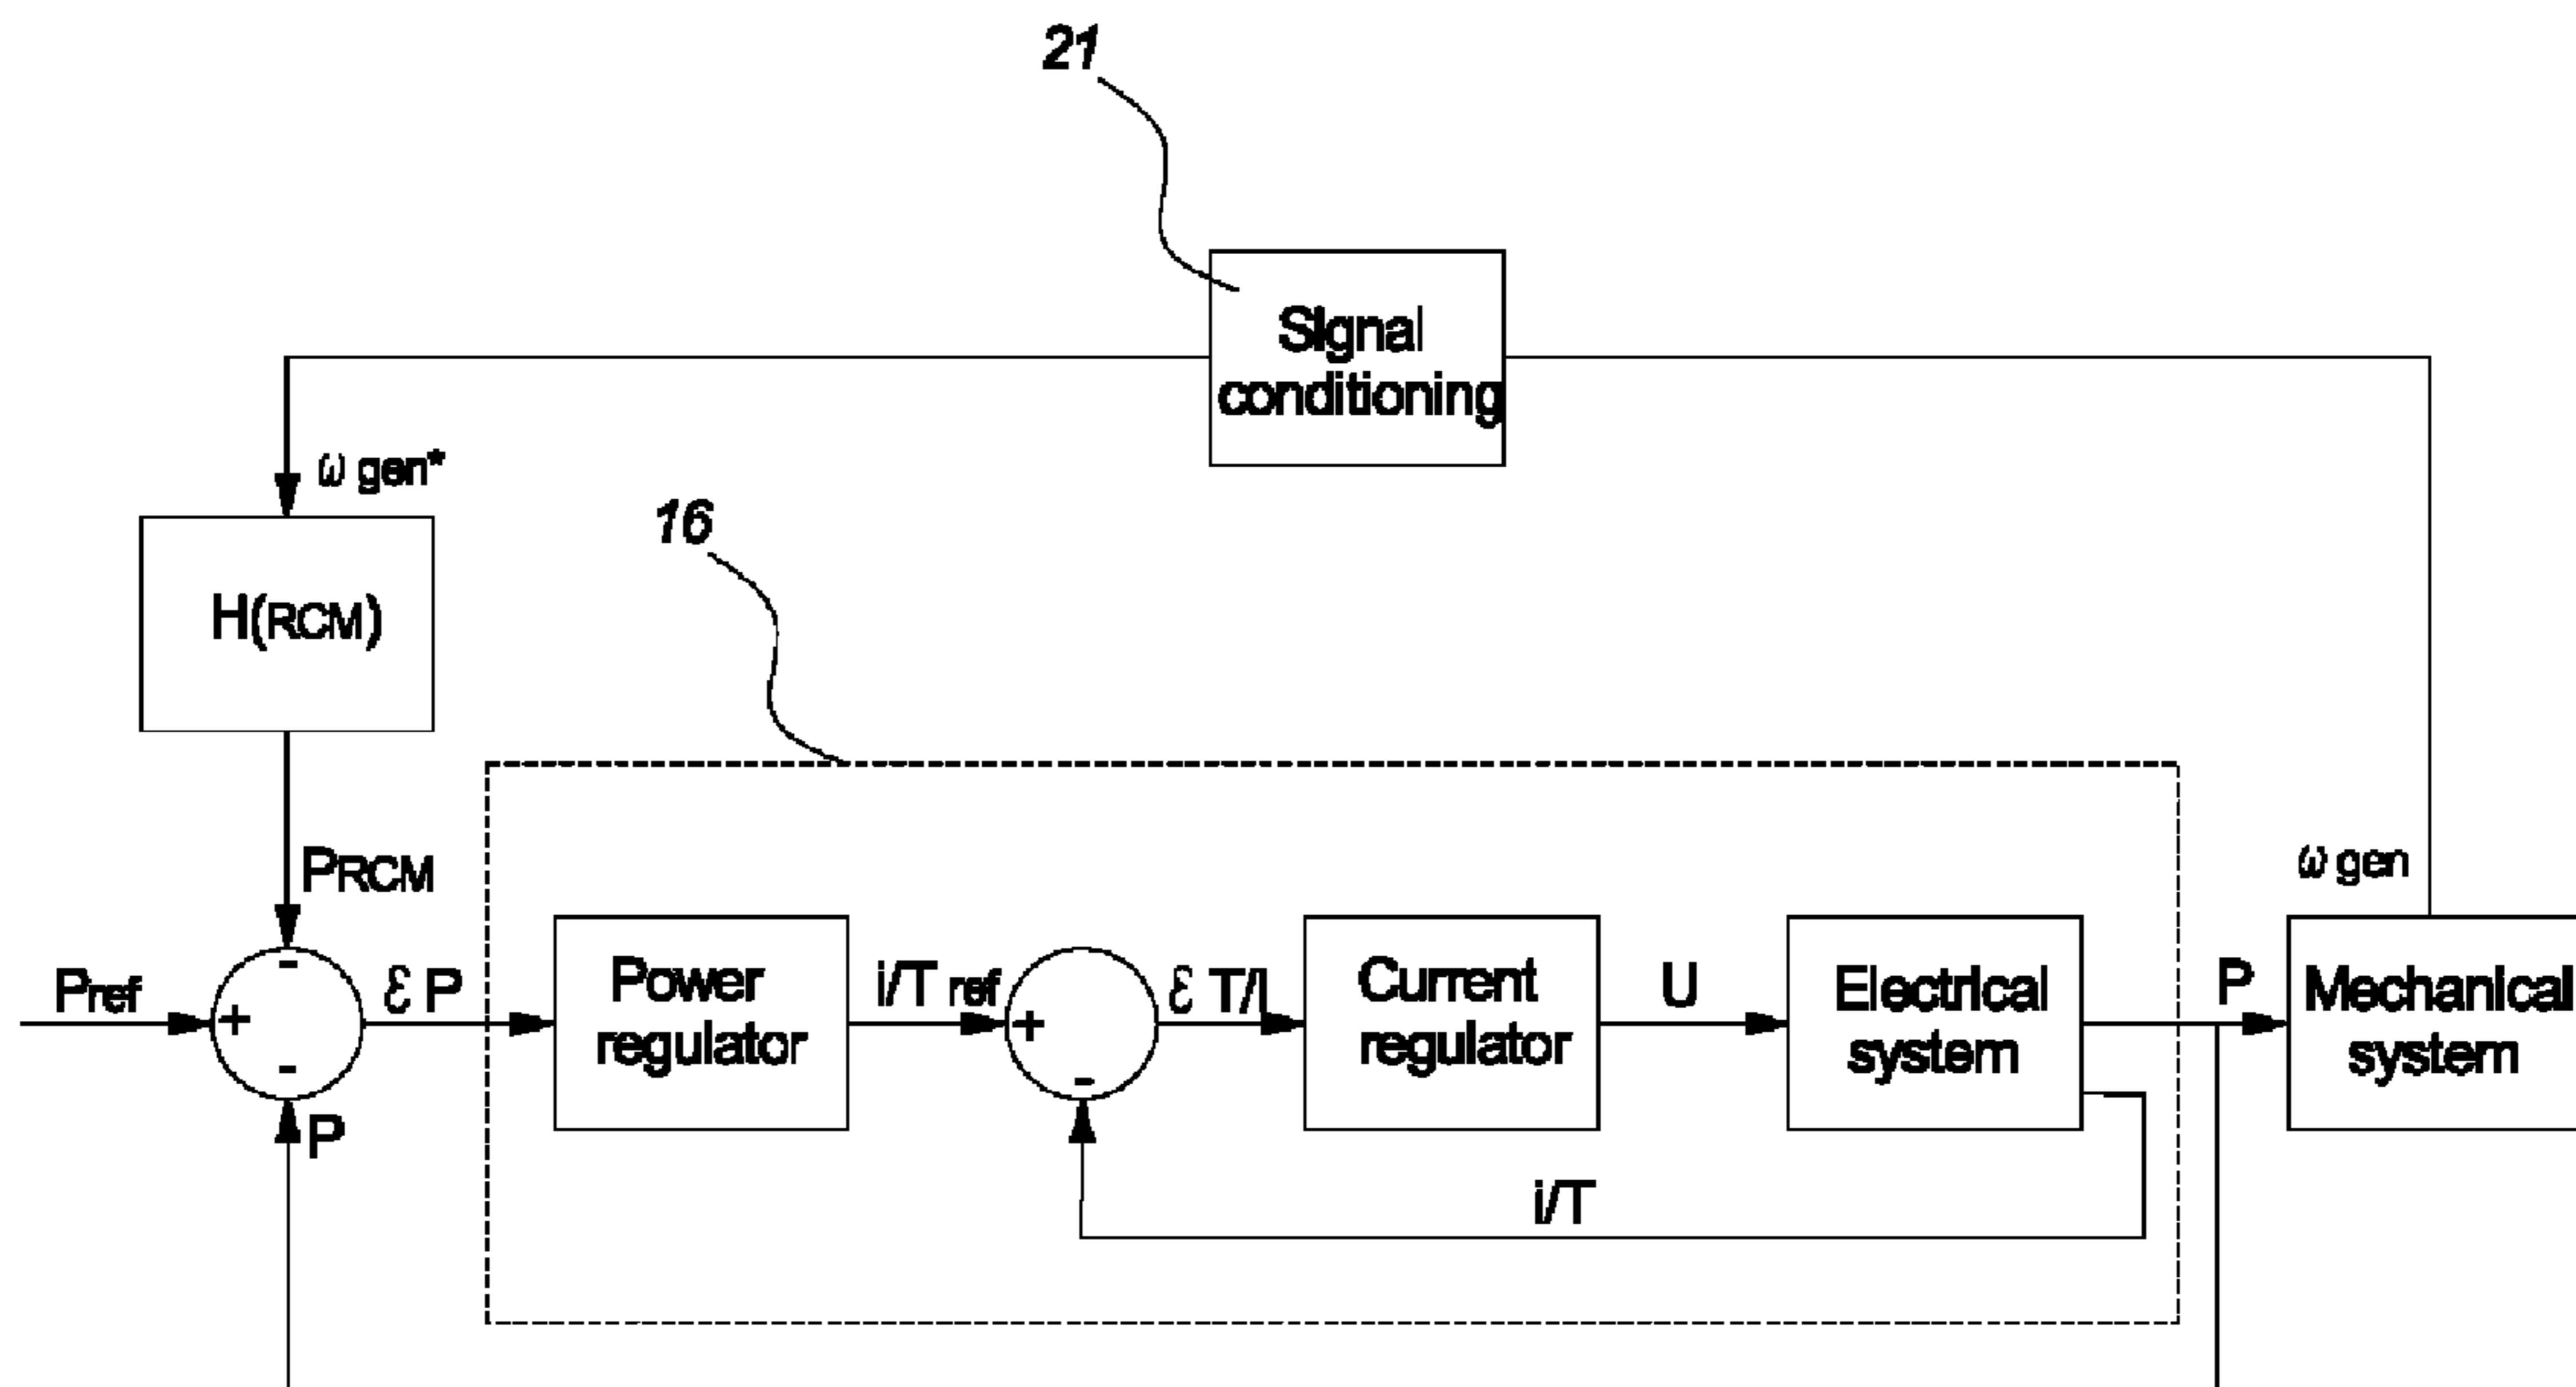 21
Signal
conditioning
ω gen*
16
H(RCM)
PRCM
ω gen
Pref
-
+
-
ε P
Power
regulator
i/T ref
+
-
ε T/I
Current
regulator
U
Electrical
system
P
Mechanical
system
P
i/T